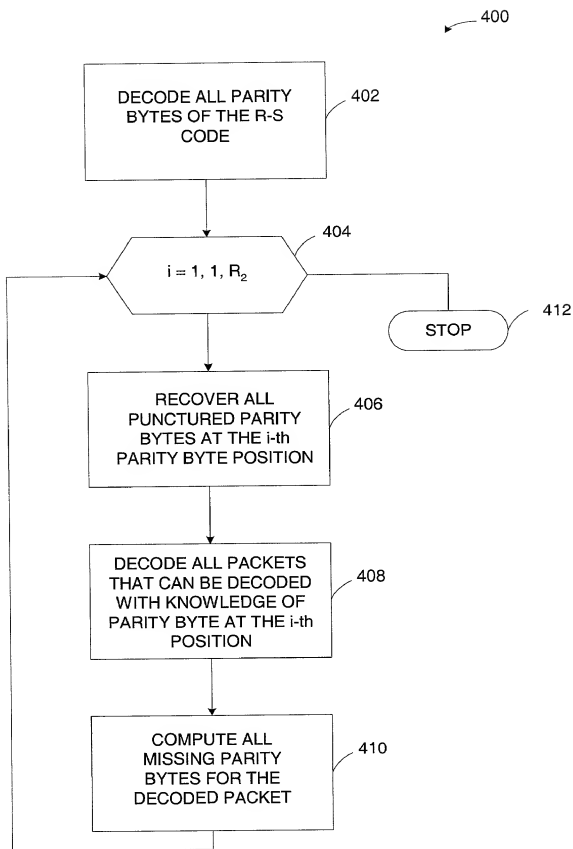 400
DECODE ALL PARITY
BYTES OF THE R-S
CODE
402
404
i = 1, 1, R₂
STOP
412
RECOVER ALL
PUNCTURED PARITY
BYTES AT THE i-th
PARITY BYTE POSITION
406
DECODE ALL PACKETS
THAT CAN BE DECODED
WITH KNOWLEDGE OF
PARITY BYTE AT THE i-th
POSITION
408
COMPUTE ALL
MISSING PARITY
BYTES FOR THE
DECODED PACKET
410